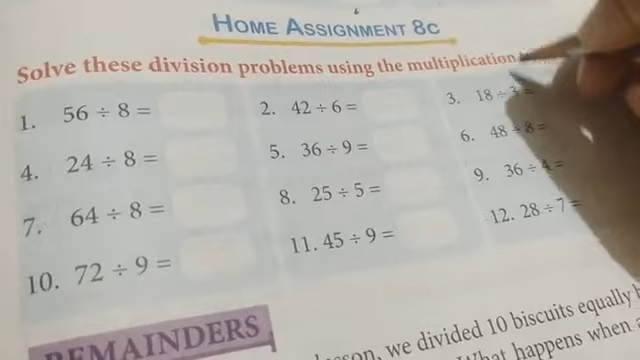 HOME ASSIGNMENT 8c
Solve these division problems using the multiplication
1. 56 ÷ 8 =
2. 42 ÷ 6 =
3. 18 ÷ 3 =
4. 24 ÷ 8 =
5. 36 ÷ 9 =
6. 48 ÷ 8 =
7. 64 ÷ 8 =
8. 25 ÷ 5 =
9. 36 ÷ 4 =
10. 72 ÷ 9 =
11. 45 ÷ 9 =
12. 28 ÷ 7 =
REMAINDERS
we divided 10 biscuits equally
happens when